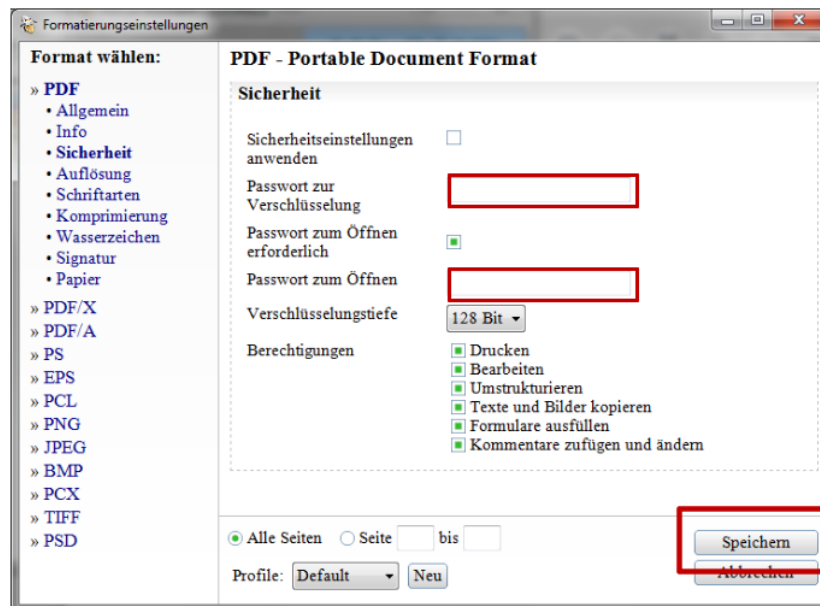 Formatierungseinstellungen
Format wählen:
» PDF
• Allgemein
• Info
• Sicherheit
• Auflösung
• Schriftarten
• Komprimierung
• Wasserzeichen
• Signatur
• Papier
» PDF/X
» PDF/A
» PS
» EPS
» PCL
» PNG
» JPEG
» BMP
» PCX
» TIFF
» PSD
PDF - Portable Document Format
Sicherheit
Sicherheitseinstellungen
anwenden
Passwort zur
Verschlüsselung
Passwort zum Öffnen
erforderlich
Passwort zum Öffnen
Verschlüsselungstiefe
128 Bit
Berechtigungen
Drucken
Bearbeiten
Umstrukturieren
Texte und Bilder kopieren
Formulare ausfüllen
Kommentare zufügen und ändern
Alle Seiten Seite bis
Profile: Default Neu
Speichern
Abbrechen